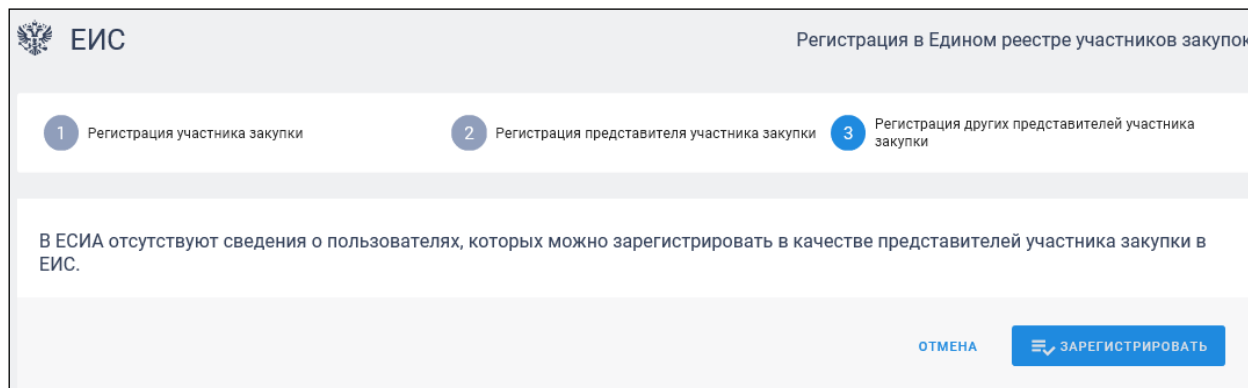 ЕИС
Регистрация в Едином реестре участников закупок
1 Регистрация участника закупки
2 Регистрация представителя участника закупки
3 Регистрация других представителей участника
закупки
В ЕСИА отсутствуют сведения о пользователях, которых можно зарегистрировать в качестве представителей участника закупки в
ЕИС.
ОТМЕНА
ЗАРЕГИСТРИРОВАТЬ